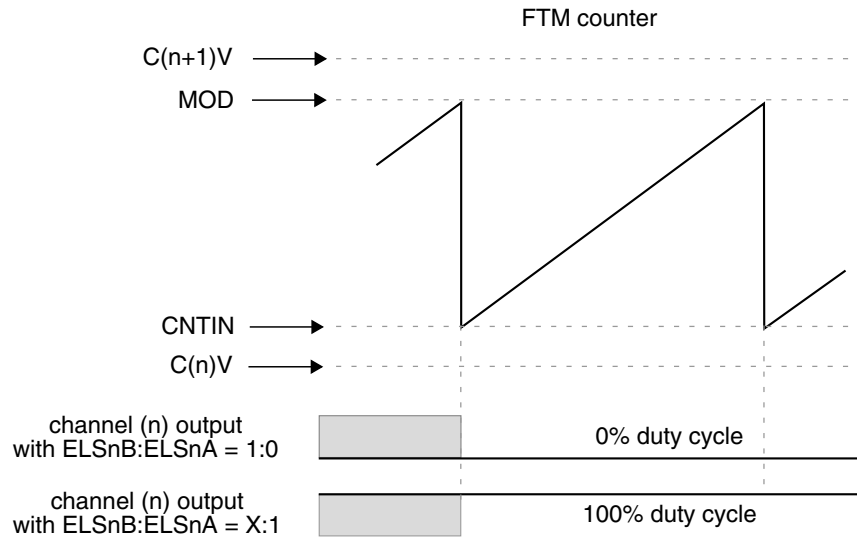 FTM counter
C(n+1)V
MOD
CNTIN
C(n)V
channel (n) output
with ELSnB:ELSnA = 1:0
0% duty cycle
channel (n) output
with ELSnB:ELSnA = X:1
100% duty cycle